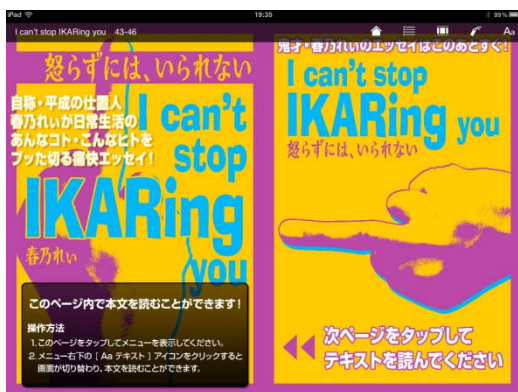 iPad
19:35
99%
I can't stop IKARing you 43-46
Aa
怒らずには、いられない
自称・平成の仕置人
春乃れいが日常生活の
あんなコト・こんなヒトを
ブッた切る痛快エッセイ!
I can't
stop
IKARing
you
春乃れい
このページ内で本文を読むことができます!
操作方法
1.このページをタップしてメニューを表示してください。
2.メニュー右下の [ Aa テキスト ] アイコンをクリックすると
画面が切り替わり、本文を読むことができます。
鬼才・春乃れいのエッセイはこのあとすぐ!
I can't stop
IKARing you
怒らずには、いられない
次ページをタップして
テキストを読んでください